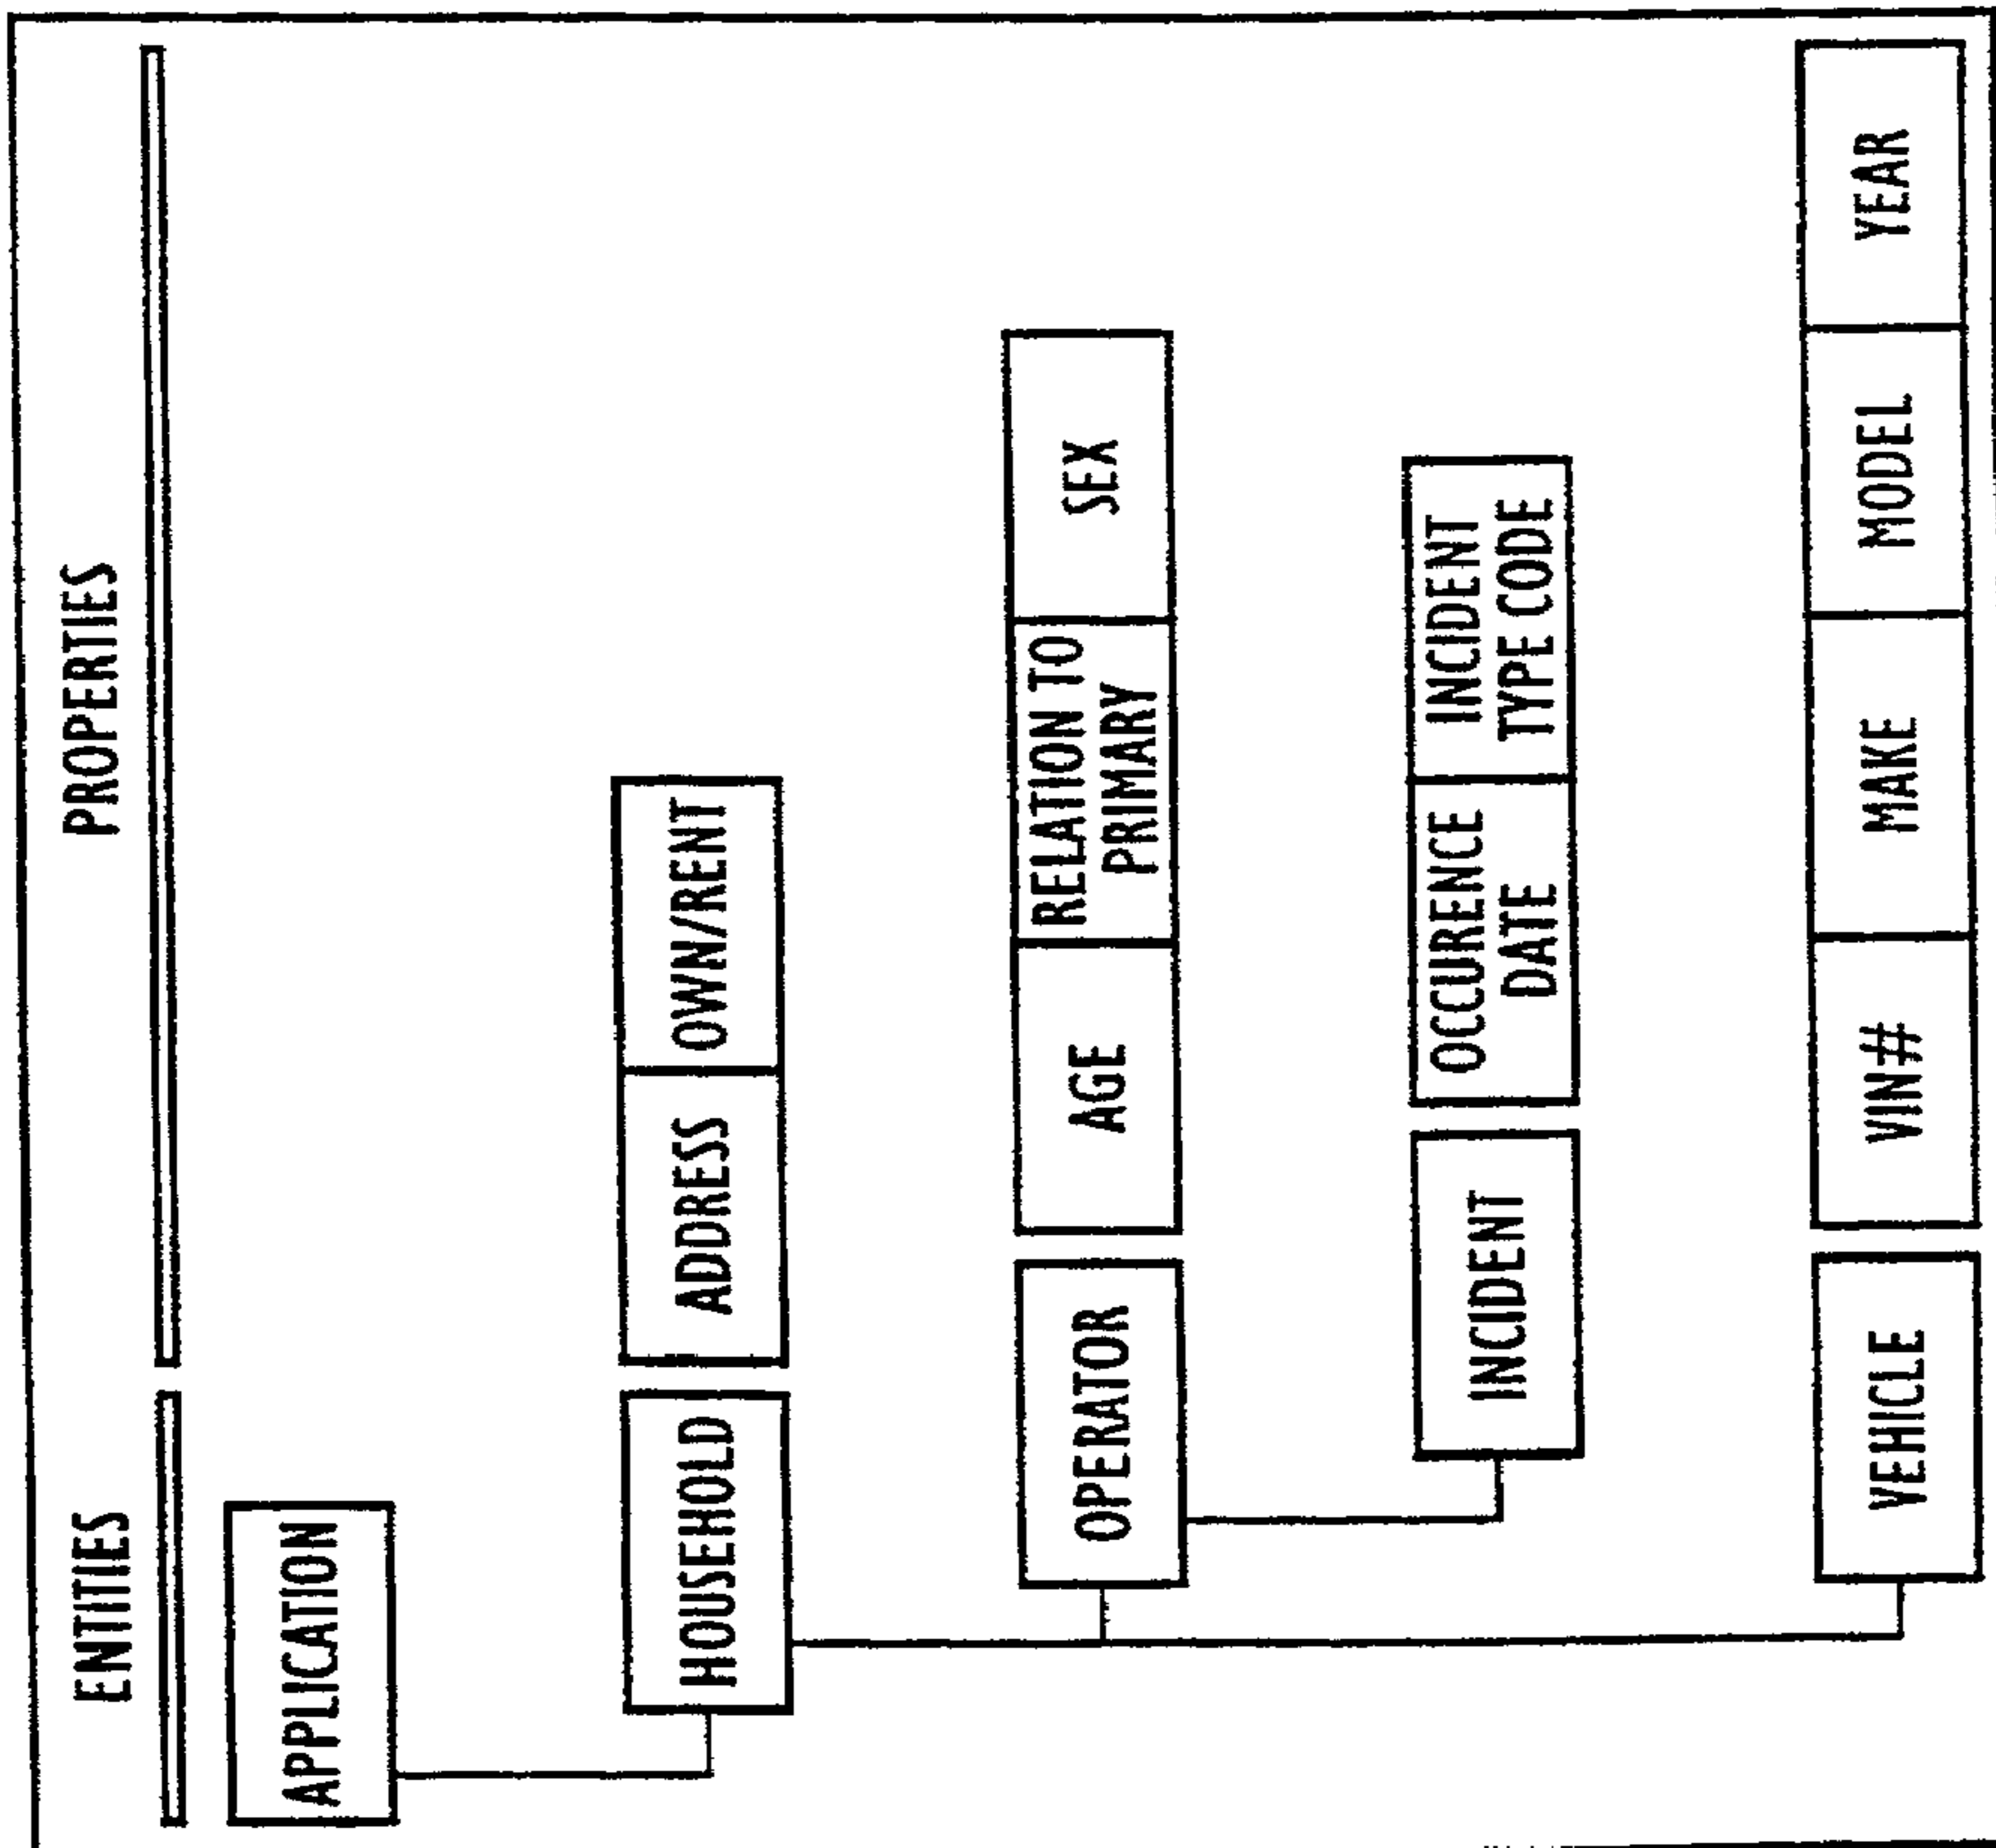 ENTITIES
PROPERTIES
APPLICATION
HOUSEHOLD
ADDRESS
OWN/RENT
OPERATOR
AGE
RELATION TO
PRIMARY
SEX
INCIDENT
OCCURENCE
DATE
INCIDENT
TYPE CODE
VEHICLE
VIN#
MAKE
MODEL
YEAR